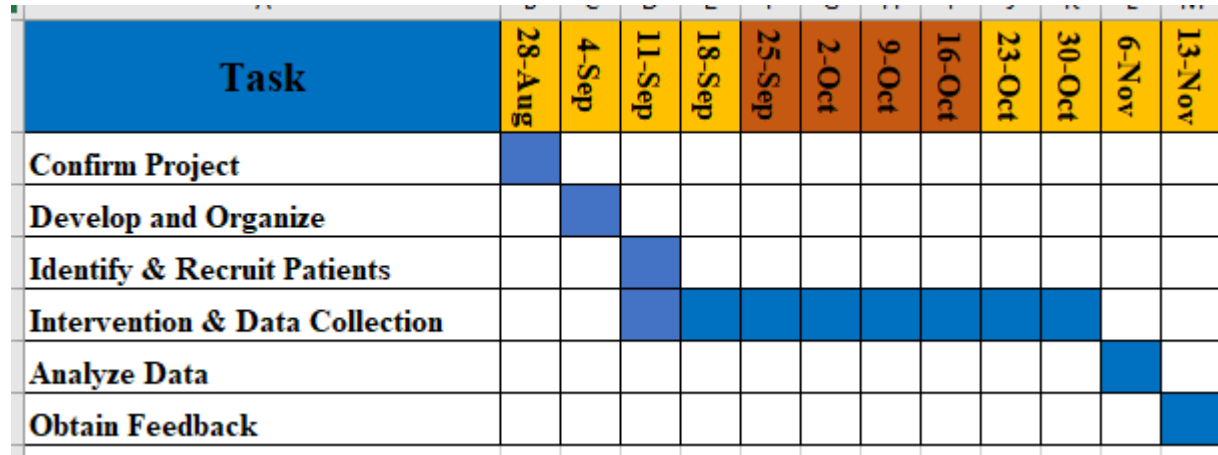 Task
28-Aug
4-Sep
11-Sep
18-Sep
25-Sep
2-Oct
9-Oct
16-Oct
23-Oct
30-Oct
6-Nov
13-Nov
Confirm Project
Develop and Organize
Identify & Recruit Patients
Intervention & Data Collection
Analyze Data
Obtain Feedback